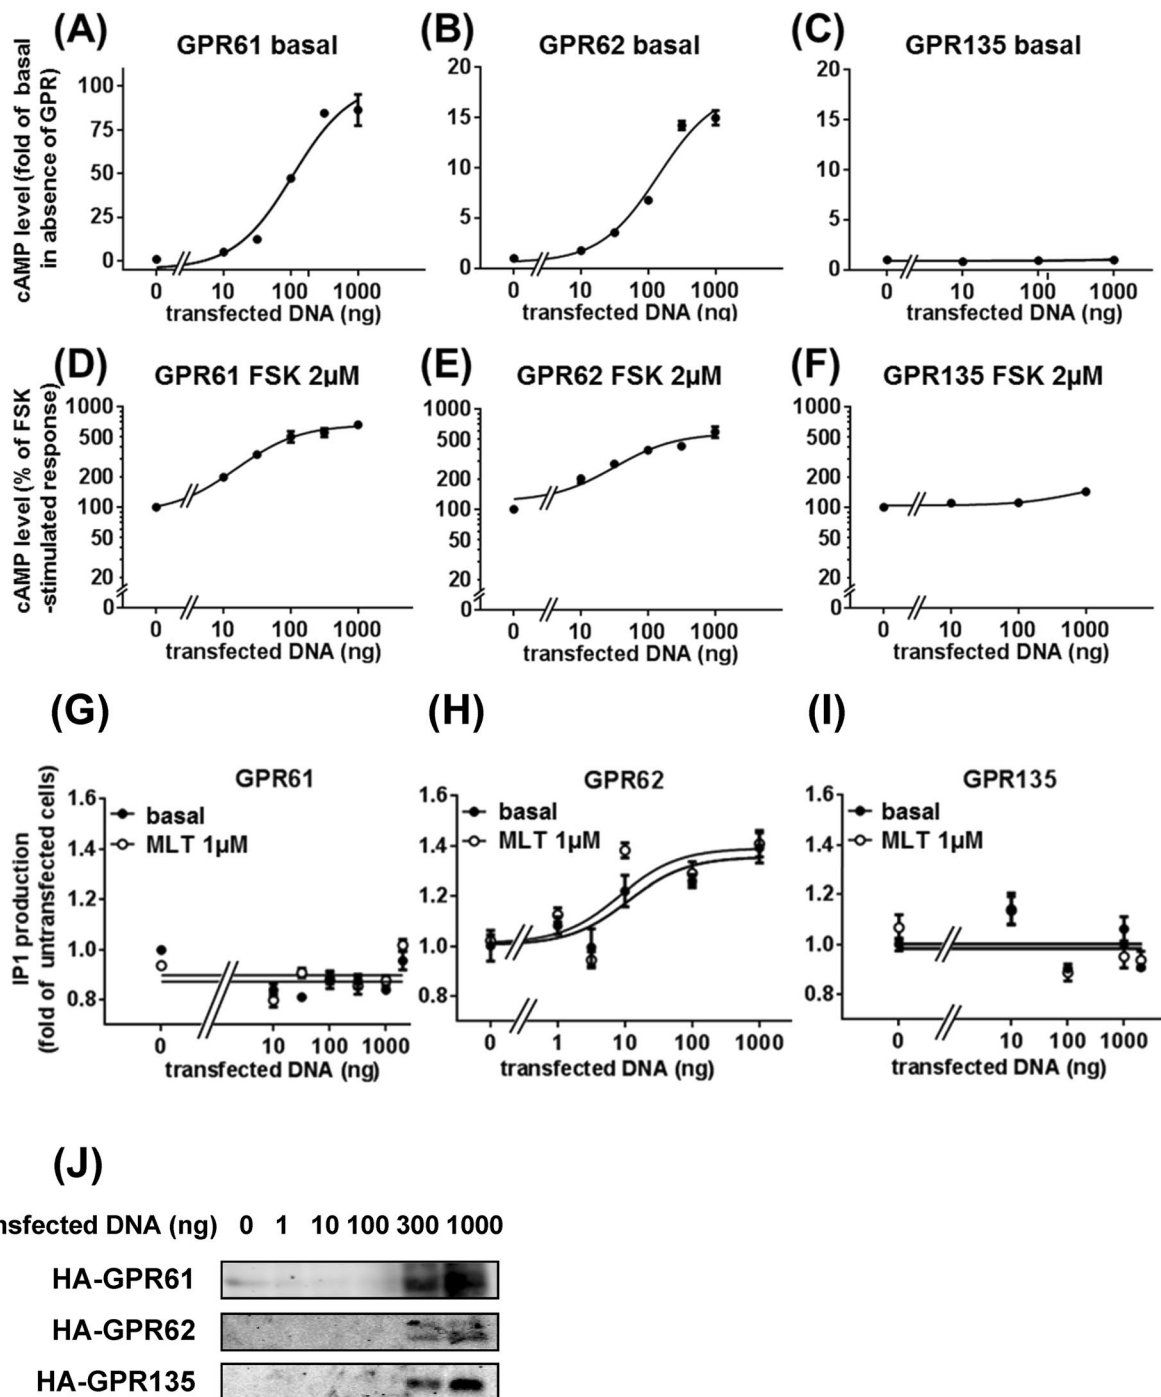 (A)
GPR61 basal
(B)
GPR62 basal
(C)
GPR135 basal
cAMP level (fold of basal
in absence of GPR)
100
75
50
25
0
0 10 100 1000
transfected DNA (ng)
20
15
10
5
0
0 10 100 1000
transfected DNA (ng)
20
15
10
5
0
0 10 100 1000
transfected DNA (ng)
(D)
GPR61 FSK 2µM
(E)
GPR62 FSK 2µM
(F)
GPR135 FSK 2µM
cAMP level (% of FSK
-stimulated response)
1000
500
200
100
50
20
0
0 10 100 1000
transfected DNA (ng)
1000
500
200
100
50
20
0
0 10 100 1000
transfected DNA (ng)
1000
500
200
100
50
20
0
0 10 100 1000
transfected DNA (ng)
(G)
GPR61
(H)
GPR62
(I)
GPR135
IP1 production
(fold of untransfected cells)
basal
MLT 1µM
1.6
1.4
1.2
1.0
0.8
0 10 100 1000
transfected DNA (ng)
basal
MLT 1µM
1.6
1.4
1.2
1.0
0.8
0 1 10 100 1000
transfected DNA (ng)
basal
MLT 1µM
1.6
1.4
1.2
1.0
0.8
0 10 100 1000
transfected DNA (ng)
(J)
nsfected DNA (ng) 0 1 10 100 300 1000
HA-GPR61
HA-GPR62
HA-GPR135